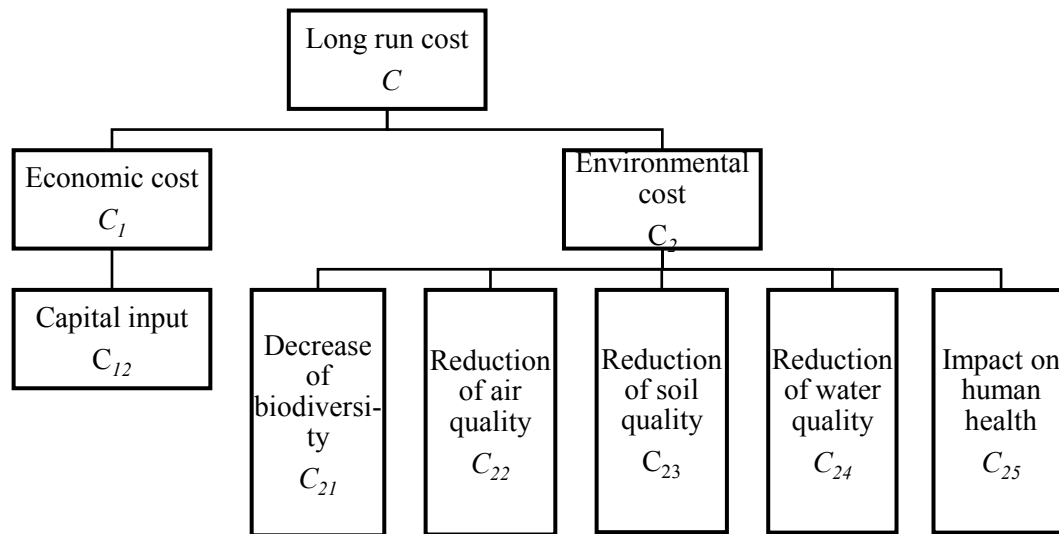 Long run cost
C
Economic cost
C1
Environmental
cost
C2
Capital input
C12
Decrease
of
biodiversi-
ty
C21
Reduction
of air
quality
C22
Reduction
of soil
quality
C23
Reduction
of water
quality
C24
Impact on
human
health
C25